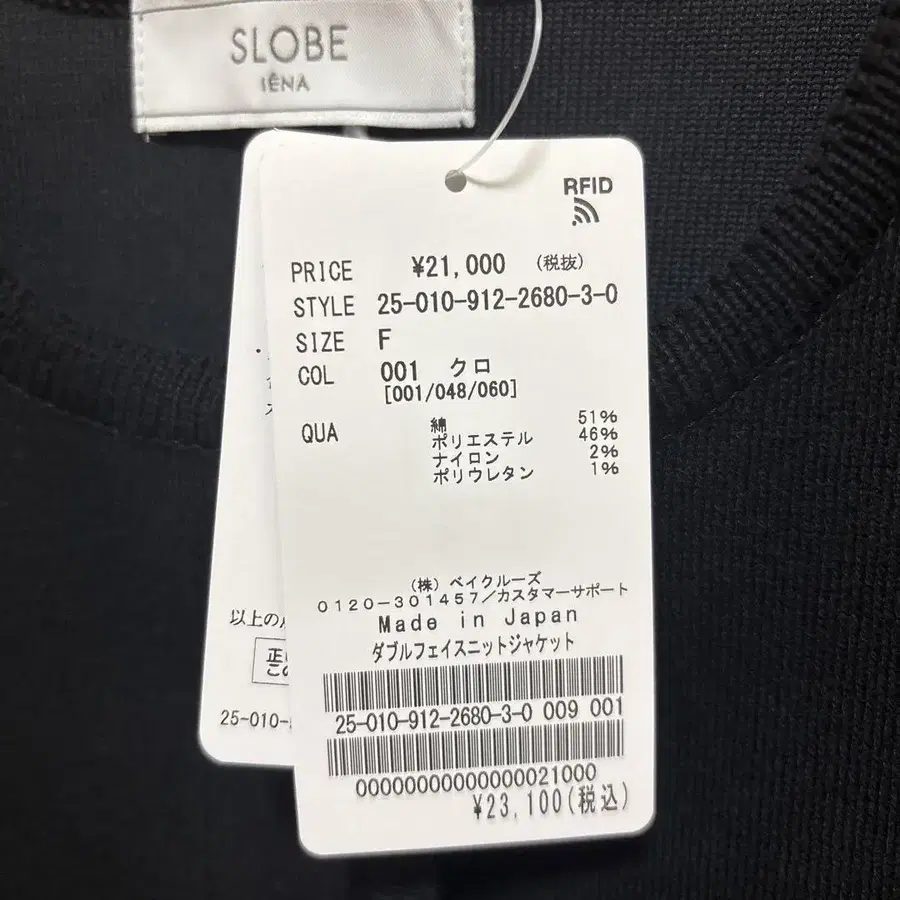 SLOBE
IÉNA
RFID
PRICE ¥21,000 (税抜)
STYLE 25-010-912-2680-3-0
SIZE F
COL 001 クロ
[001/048/060]
QUA 綿 51%
ポリエステル 46%
ナイロン 2%
ポリウレタン 1%
(株) ベイクルーズ
0120-301457/カスタマーサポート
Made in Japan
ダブルフェイスニットジャケット
25-010-912-2680-3-0 009 001
00000000000000021000
¥23,100(税込)
以上の
25-010-